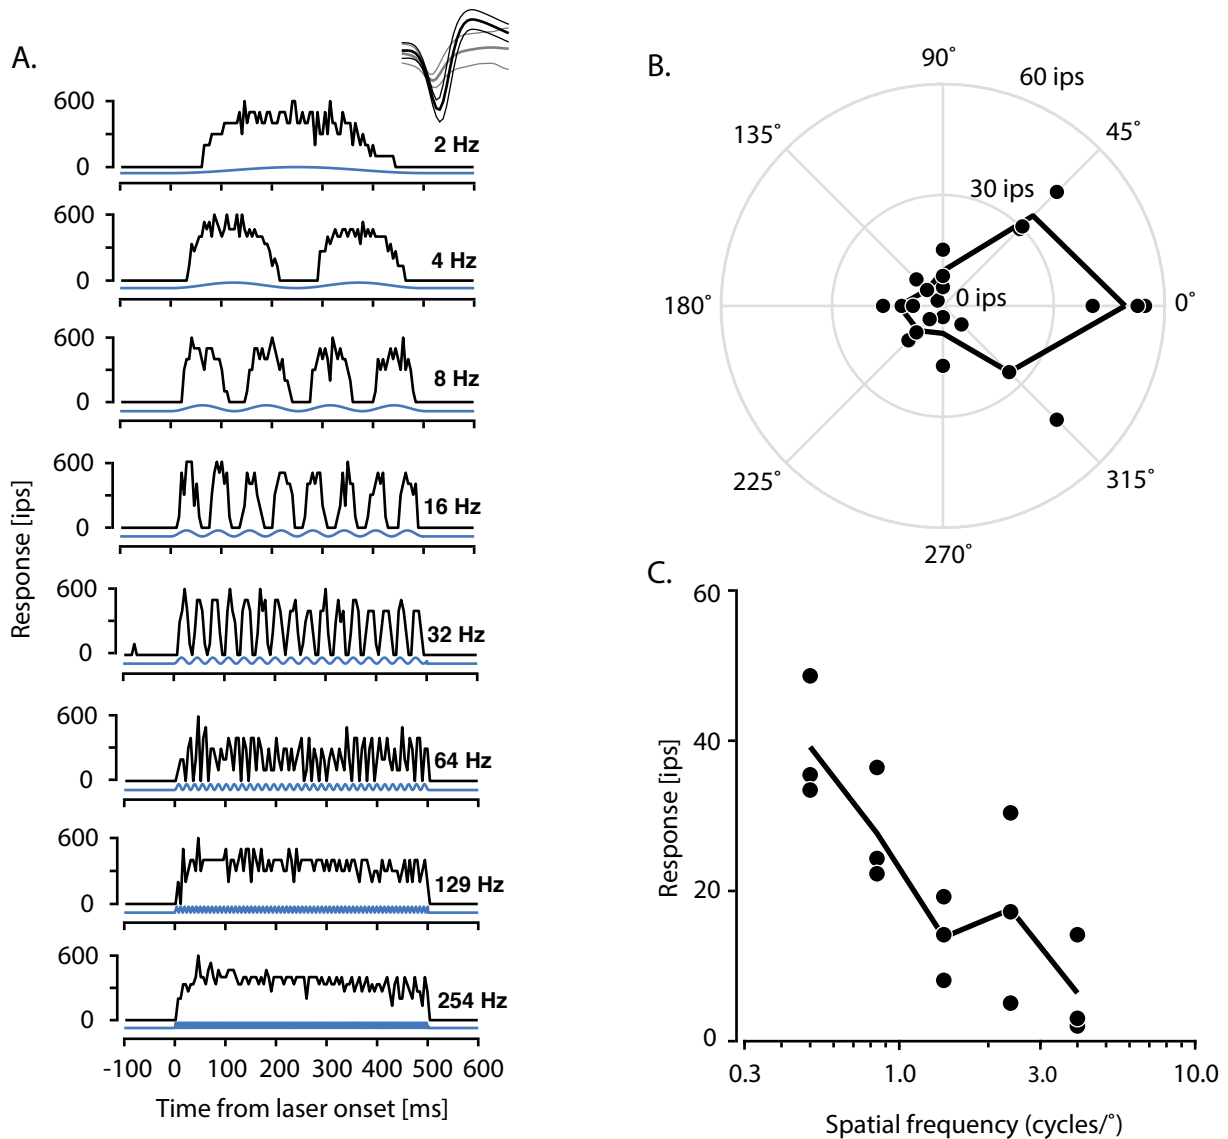 A.
600
0
2 Hz
600
0
4 Hz
600
0
8 Hz
600
0
16 Hz
600
0
32 Hz
600
0
64 Hz
600
0
129 Hz
600
0
254 Hz
-100 0 100 200 300 400 500 600
Time from laser onset [ms]
Response [ips]
B.
90°
60 ips
135°
45°
30 ips
180°
0 ips
0°
225°
315°
270°
C.
60
40
20
0
0.3 1.0 3.0 10.0
Response [ips]
Spatial frequency (cycles/°)